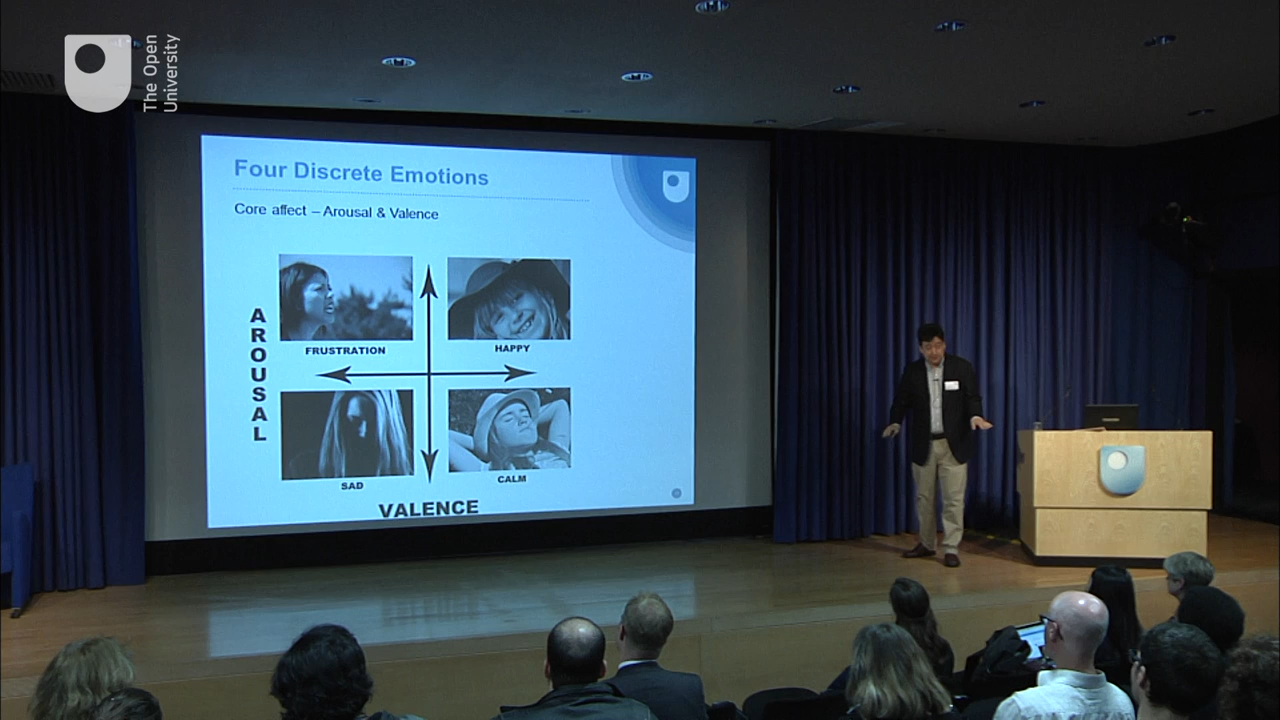 The Open
University
Four Discrete Emotions
Core affect – Arousal & Valence
AROUSAL
FRUSTRATION
HAPPY
SAD
CALM
VALENCE